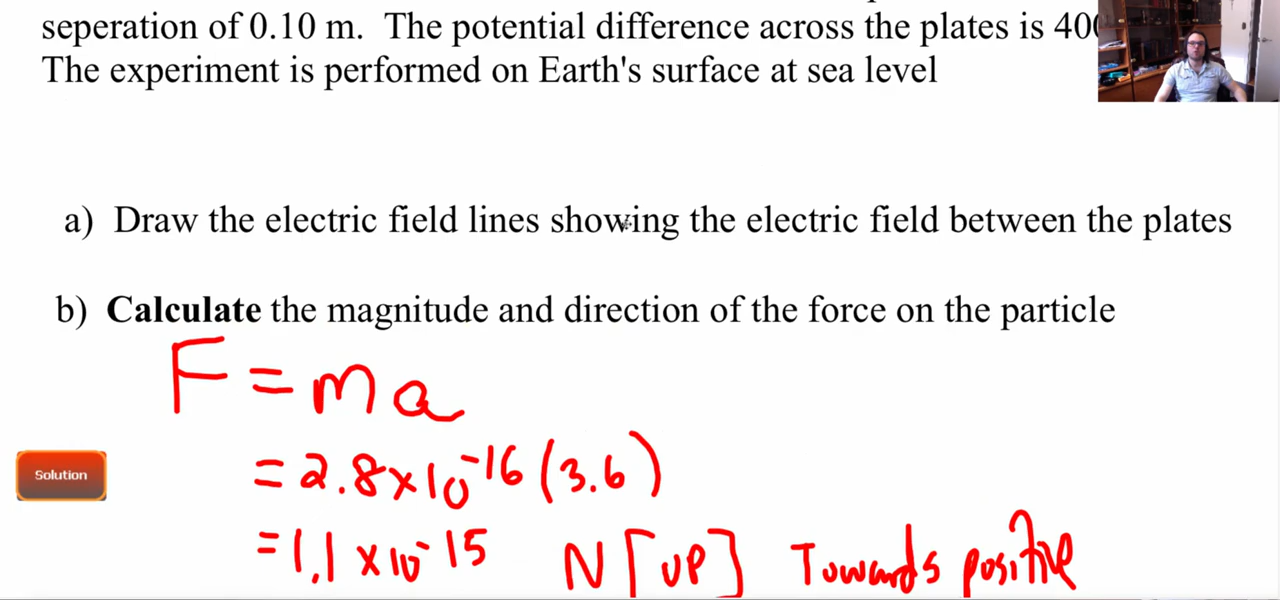 seperation of 0.10 m. The potential difference across the plates is 400
The experiment is performed on Earth's surface at sea level
a) Draw the electric field lines showing the electric field between the plates
b) Calculate the magnitude and direction of the force on the particle
F = ma
= 2.8 × 10^-16 (3.6)
Solution
= 1.1 × 10^-15 N [UP] Towards positive